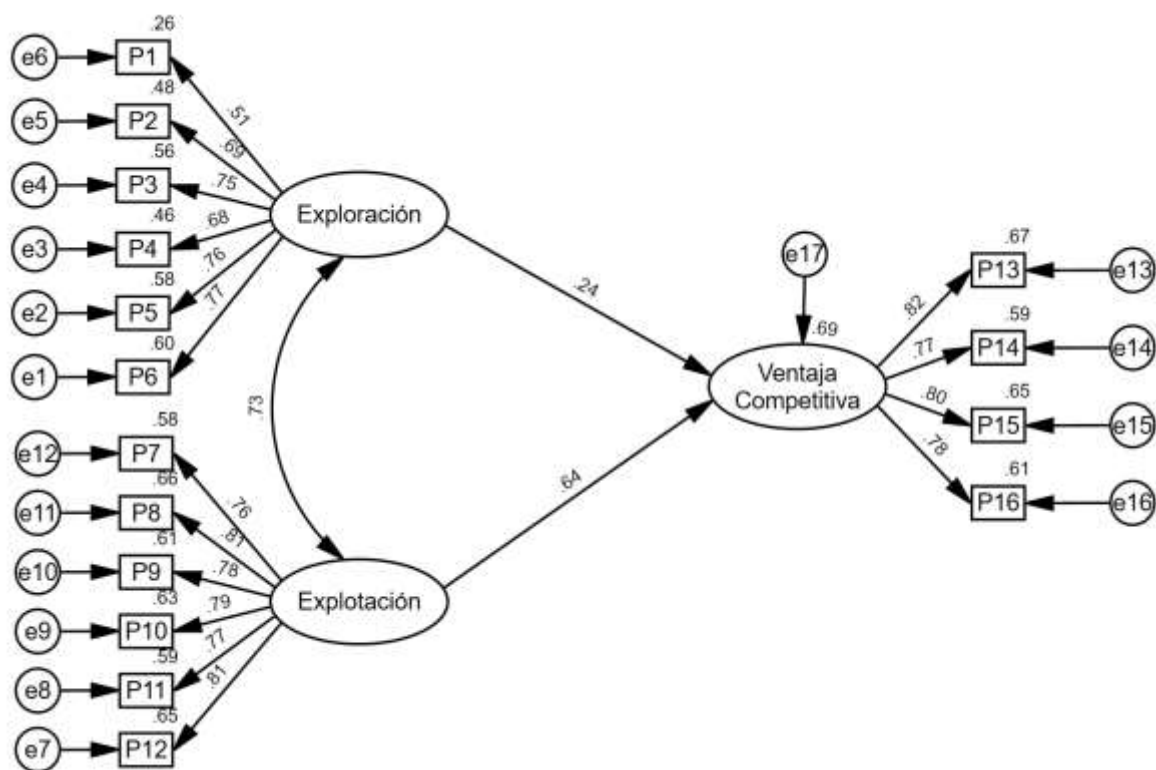 .26
e6
P1
.51
.48
e5
P2
.69
.56
e4
P3
.75
.46
e3
P4
.68
.58
e2
P5
.76
.60
e1
P6
.77
Exploración
.58
e12
P7
.76
.66
e11
P8
.81
.61
e10
P9
.78
.63
e9
P10
.79
.59
e8
P11
.77
.65
e7
P12
.81
Explotación
.73
.24
.64
e17
.69
Ventaja
Competitiva
.67
.82
P13
e13
.59
.77
P14
e14
.65
.80
P15
e15
.61
.78
P16
e16